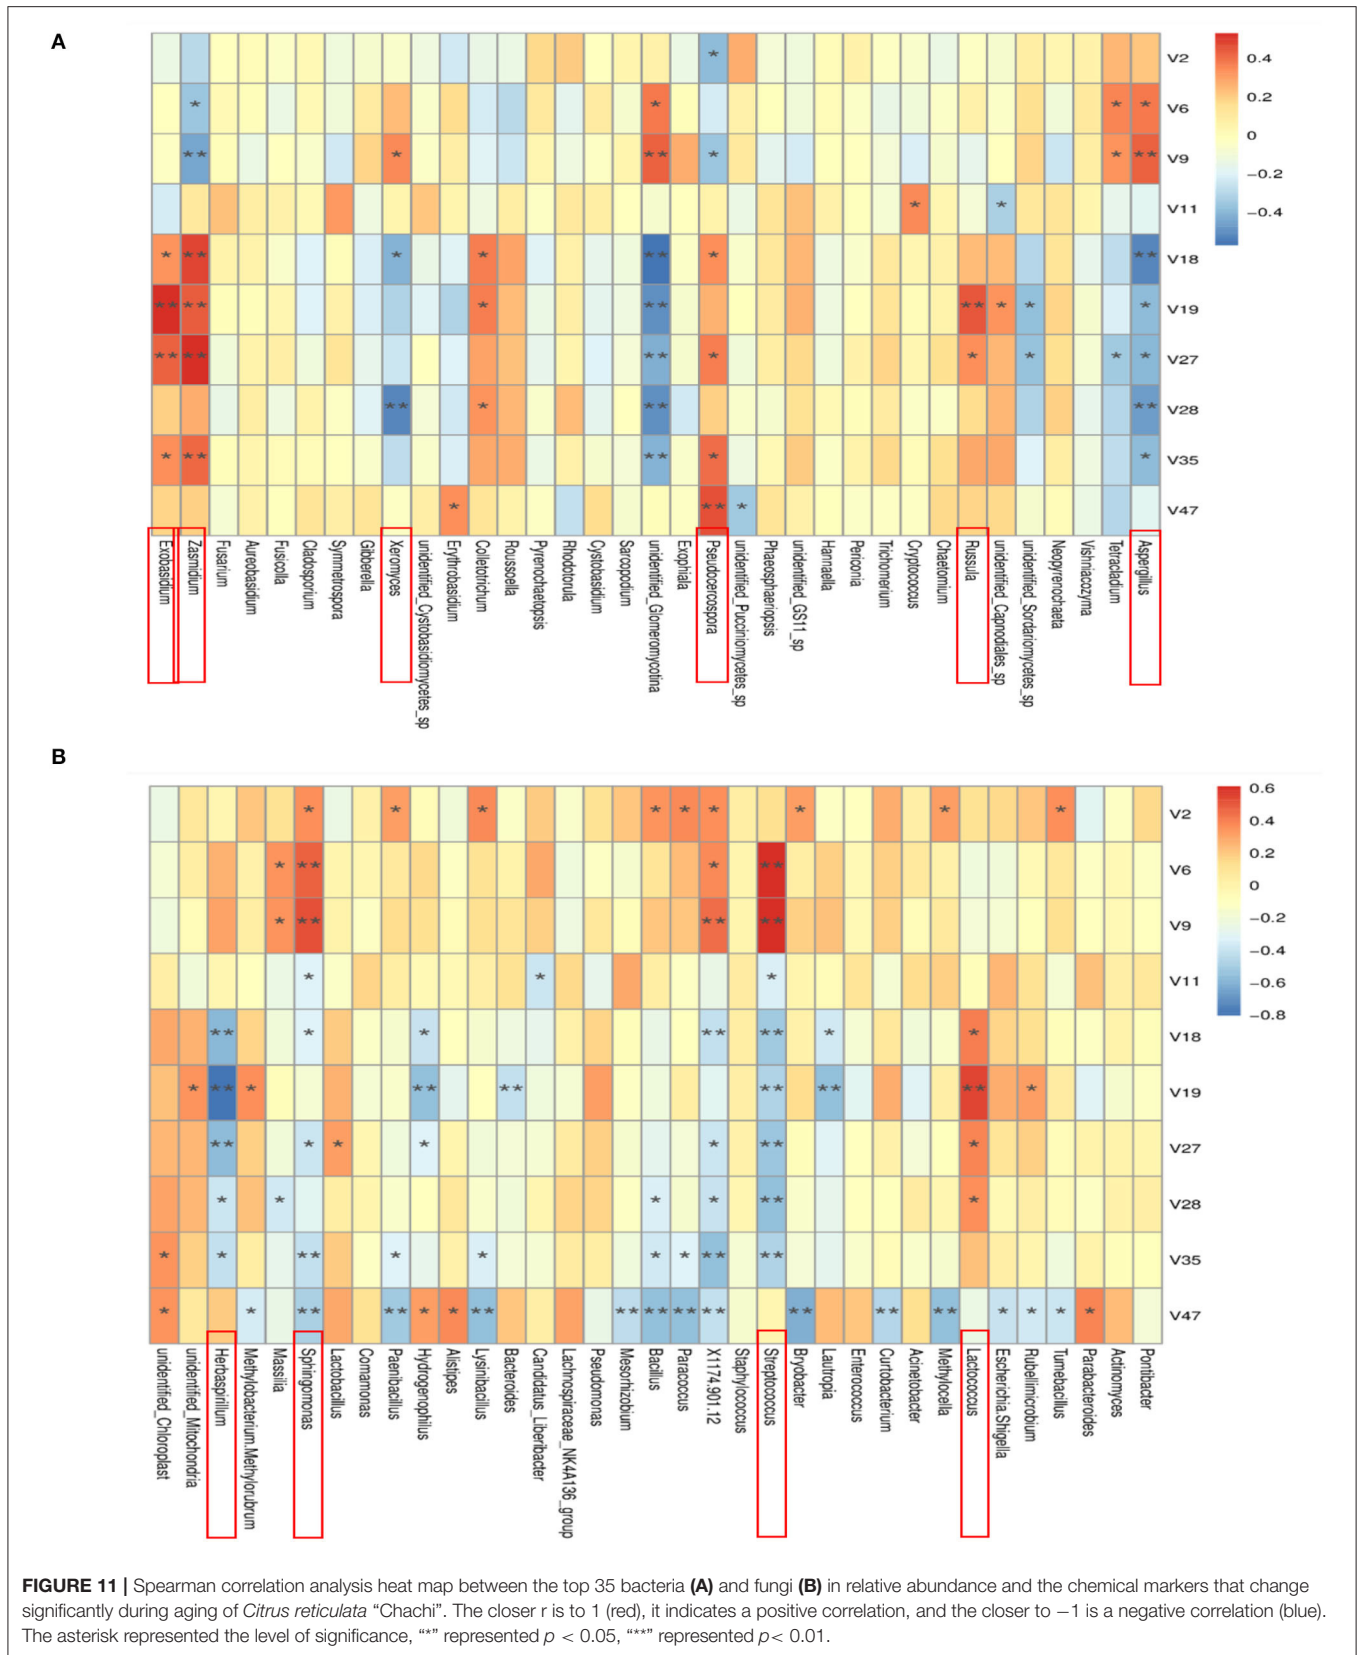 A
* V2
* * * * V6
** * ** * * ** V9
* * V11
* ** * * ** * ** V18
** ** * ** ** * * * V19
** ** ** * * * * * V27
** * ** ** V28
* ** ** * * V35
* ** * V47
0.4
0.2
0
−0.2
−0.4
Exobasidium
Zasmidium
Fusarium
Aureobasidium
Fusicolla
Cladosporium
Symmetrospora
Gibberella
Xeromyces
unidentified_Cystobasidiomycetes_sp
Erythrobasidium
Colletotrichum
Roussoella
Pyrenochaetopsis
Rhodotorula
Cystobasidium
Sarcopodium
unidentified_Glomeromycotina
Exophiala
Pseudocercospora
unidentified_Pucciniomycetes_sp
Phaeosphaeriopsis
unidentified_GS11_sp
Hannaella
Periconia
Trichomerium
Cryptococcus
Chaetomium
Russula
unidentified_Capnodiales_sp
unidentified_Sordariomycetes_sp
Neopyrenochaeta
Vishniacozyma
Tetracladium
Aspergillus
B
* * * * * * * * * V2
* ** * ** V6
* ** ** ** V9
* * * V11
** * * ** ** * * V18
* ** * ** ** ** ** ** * V19
** * * * * ** * V27
* * * * ** * V28
* * ** * * * * ** ** V35
* * ** ** * * ** ** ** ** ** ** ** ** * * * * V47
0.6
0.4
0.2
0
−0.2
−0.4
−0.6
−0.8
unidentified_Chloroplast
unidentified_Mitochondria
Herbaspirillum
Methylobacterium.Methylorubrum
Massilia
Sphingomonas
Lactobacillus
Comamonas
Paenibacillus
Hydrogenophilus
Alistipes
Lysinibacillus
Bacteroides
Candidatus_Liberibacter
Lachnospiraceae_NK4A136_group
Pseudomonas
Mesorhizobium
Bacillus
Paracoccus
X1174.901.12
Staphylococcus
Streptococcus
Bryobacter
Lautropia
Enterococcus
Curtobacterium
Acinetobacter
Methylocella
Lactococcus
Escherichia.Shigella
Rubellimicrobium
Tumebacillus
Parabacteroides
Actinomyces
Pontibacter
FIGURE 11 | Spearman correlation analysis heat map between the top 35 bacteria (A) and fungi (B) in relative abundance and the chemical markers that change
significantly during aging of Citrus reticulata “Chachi”. The closer r is to 1 (red), it indicates a positive correlation, and the closer to −1 is a negative correlation (blue).
The asterisk represented the level of significance, “*” represented p < 0.05, “**” represented p< 0.01.